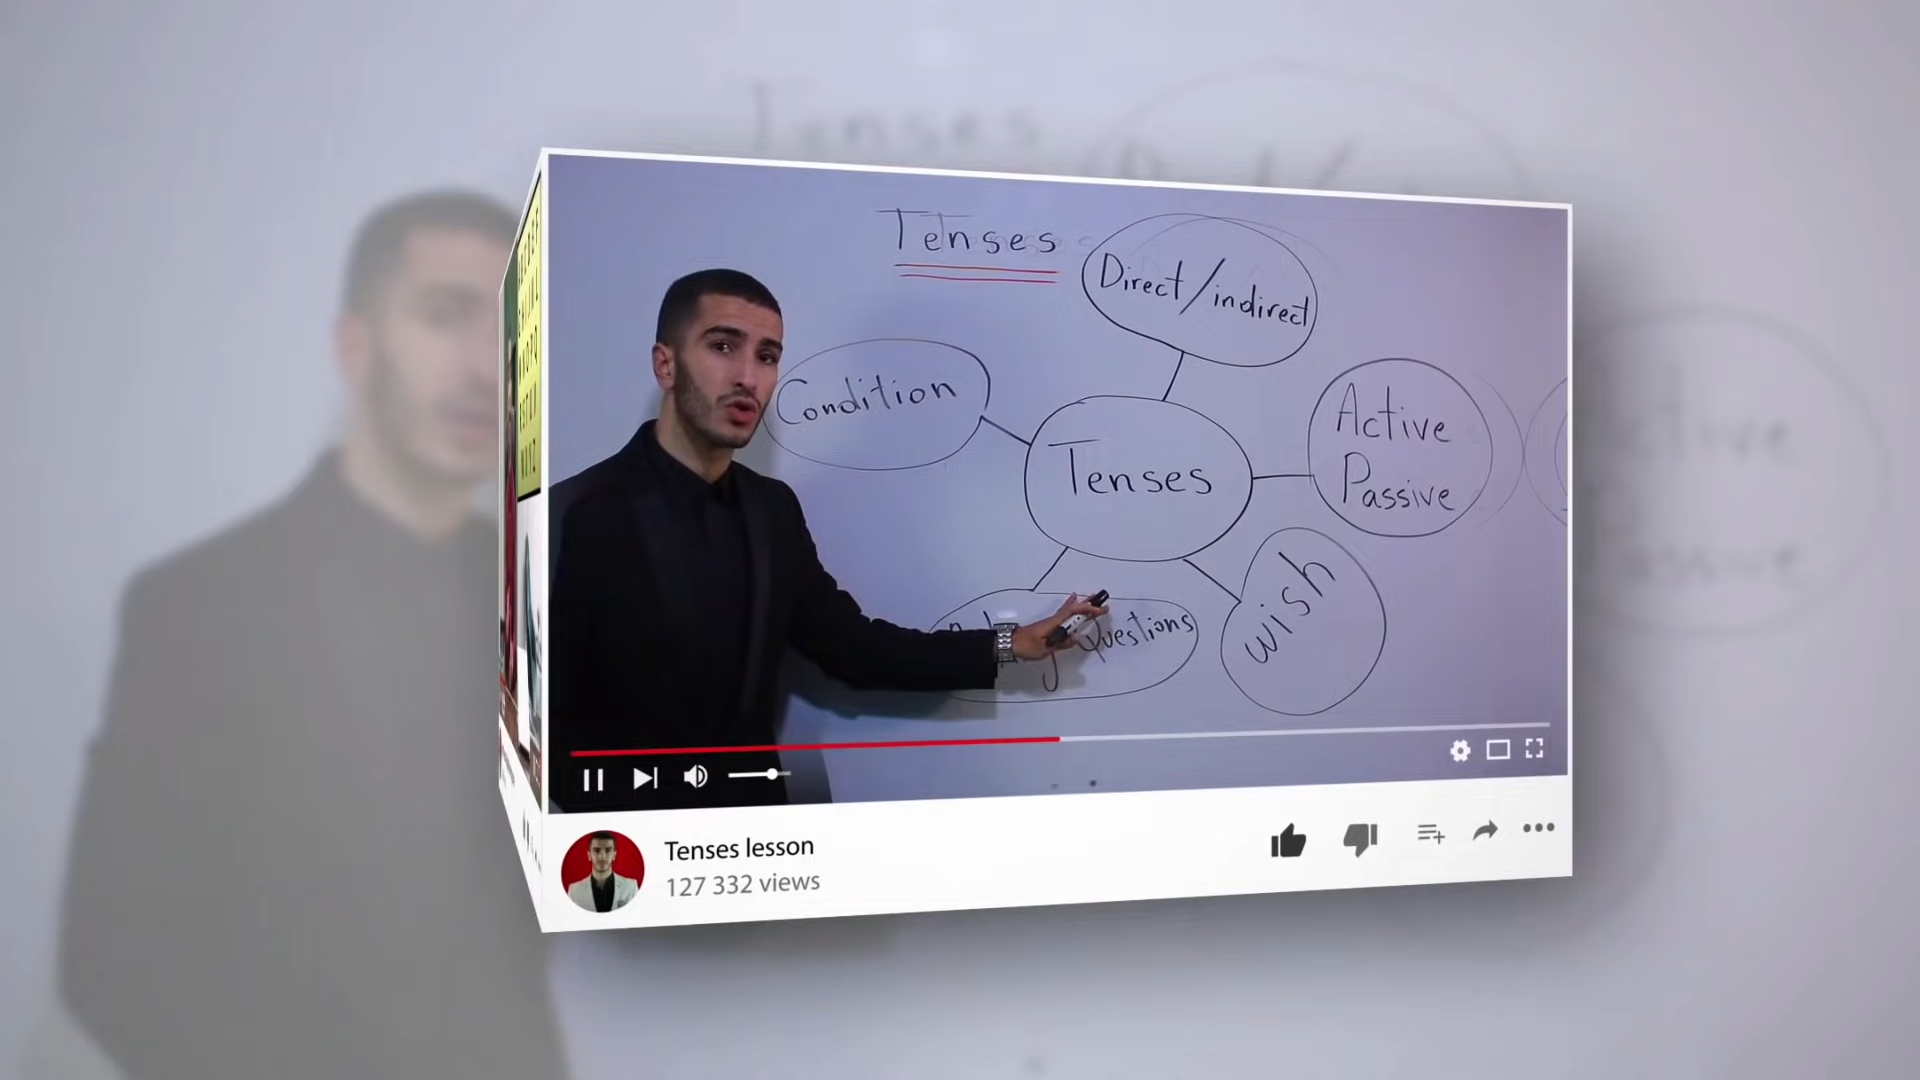 Tenses
Direct/indirect
Condition
Active
Passive
Tenses
Questions
wish
Tenses lesson
127 332 views